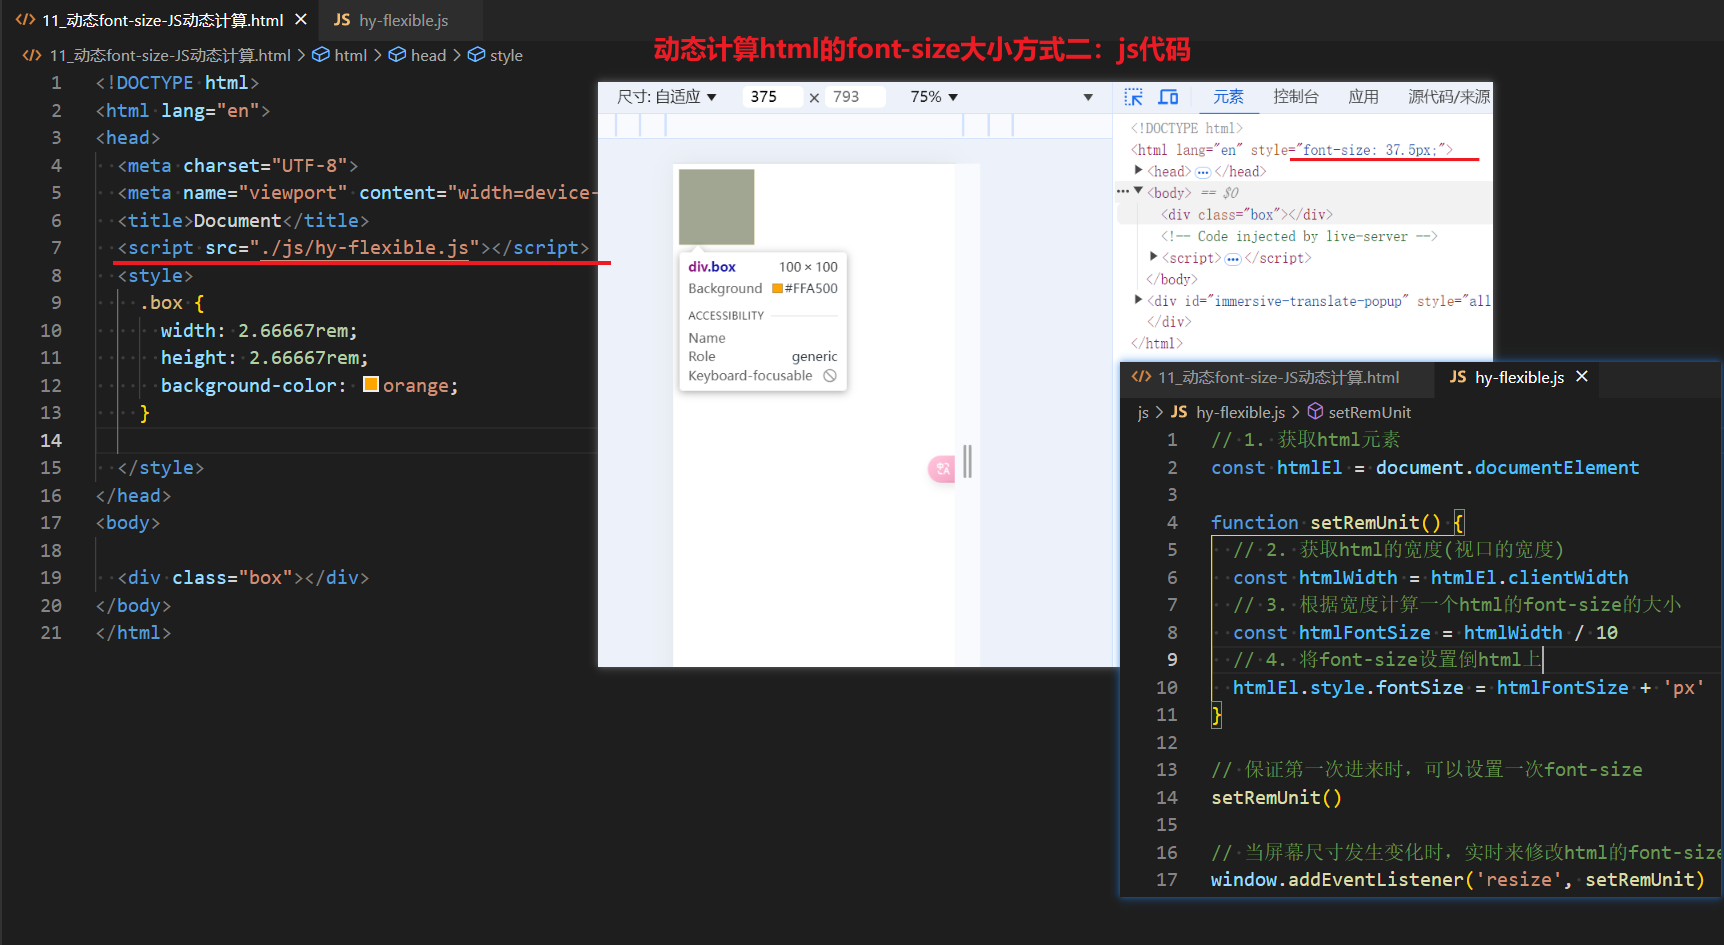 11_动态font-size-JS动态计算.html
JS hy-flexible.js
11_动态font-size-JS动态计算.html > html > head > style
动态计算html的font-size大小方式二：js代码
1 <!DOCTYPE html>
2 <html lang="en">
3 <head>
4 <meta charset="UTF-8">
5 <meta name="viewport" content="width=device-
6 <title>Document</title>
7 <script src="./js/hy-flexible.js"></script>
8 <style>
9 .box {
10 width: 2.66667rem;
11 height: 2.66667rem;
12 background-color: orange;
13 }
14
15 </style>
16 </head>
17 <body>
18
19 <div class="box"></div>
20 </body>
21 </html>
尺寸: 自适应 ▼ 375 × 793 75% ▼ ▼
div.box 100 × 100
Background #FFA500
ACCESSIBILITY
Name
Role generic
Keyboard-focusable
元素 控制台 应用 源代码/来源
<!DOCTYPE html>
<html lang="en" style="font-size: 37.5px;">
▶<head>…</head>
…▼<body> == $0
<div class="box"></div>
<!-- Code injected by live-server -->
▶<script>…</script>
</body>
▶<div id="immersive-translate-popup" style="all
</div>
</html>
11_动态font-size-JS动态计算.html
JS hy-flexible.js
js > JS hy-flexible.js > setRemUnit
1 // 1. 获取html元素
2 const htmlEl = document.documentElement
3
4 function setRemUnit() {
5 // 2. 获取html的宽度(视口的宽度)
6 const htmlWidth = htmlEl.clientWidth
7 // 3. 根据宽度计算一个html的font-size的大小
8 const htmlFontSize = htmlWidth / 10
9 // 4. 将font-size设置倒html上
10 htmlEl.style.fontSize = htmlFontSize + 'px'
11 }
12
13 // 保证第一次进来时，可以设置一次font-size
14 setRemUnit()
15
16 // 当屏幕尺寸发生变化时，实时来修改html的font-size
17 window.addEventListener('resize', setRemUnit)